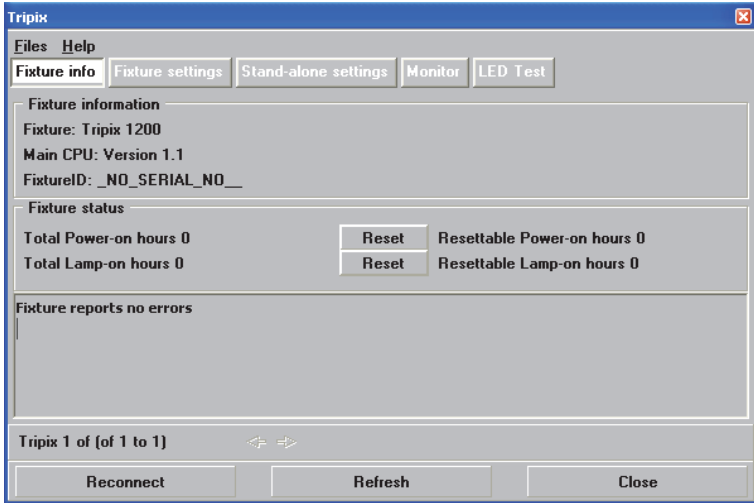 Tripix
Files Help
Fixture info Fixture settings Stand-alone settings Monitor LED Test
Fixture information
Fixture: Tripix 1200
Main CPU: Version 1.1
FixtureID: _NO_SERIAL_NO__
Fixture status
Total Power-on hours 0 Reset Resettable Power-on hours 0
Total Lamp-on hours 0 Reset Resettable Lamp-on hours 0
Fixture reports no errors
Tripix 1 of (of 1 to 1)
Reconnect Refresh Close